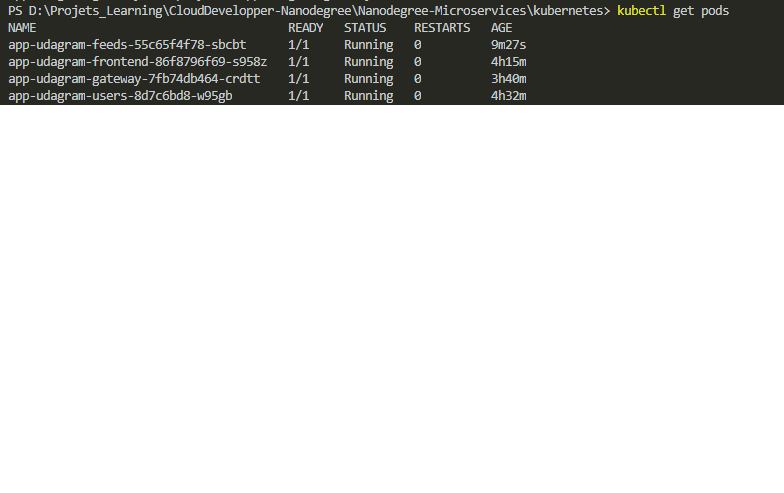 PS D:\Projets_Learning\CloudDevelopper-Nanodegree\Nanodegree-Microservices\kubernetes> kubectl get pods
NAME READY STATUS RESTARTS AGE
app-udagram-feeds-55c65f4f78-sbcbt 1/1 Running 0 9m27s
app-udagram-frontend-86f8796f69-s958z 1/1 Running 0 4h15m
app-udagram-gateway-7fb74db464-crdtt 1/1 Running 0 3h40m
app-udagram-users-8d7c6bd8-w95gb 1/1 Running 0 4h32m